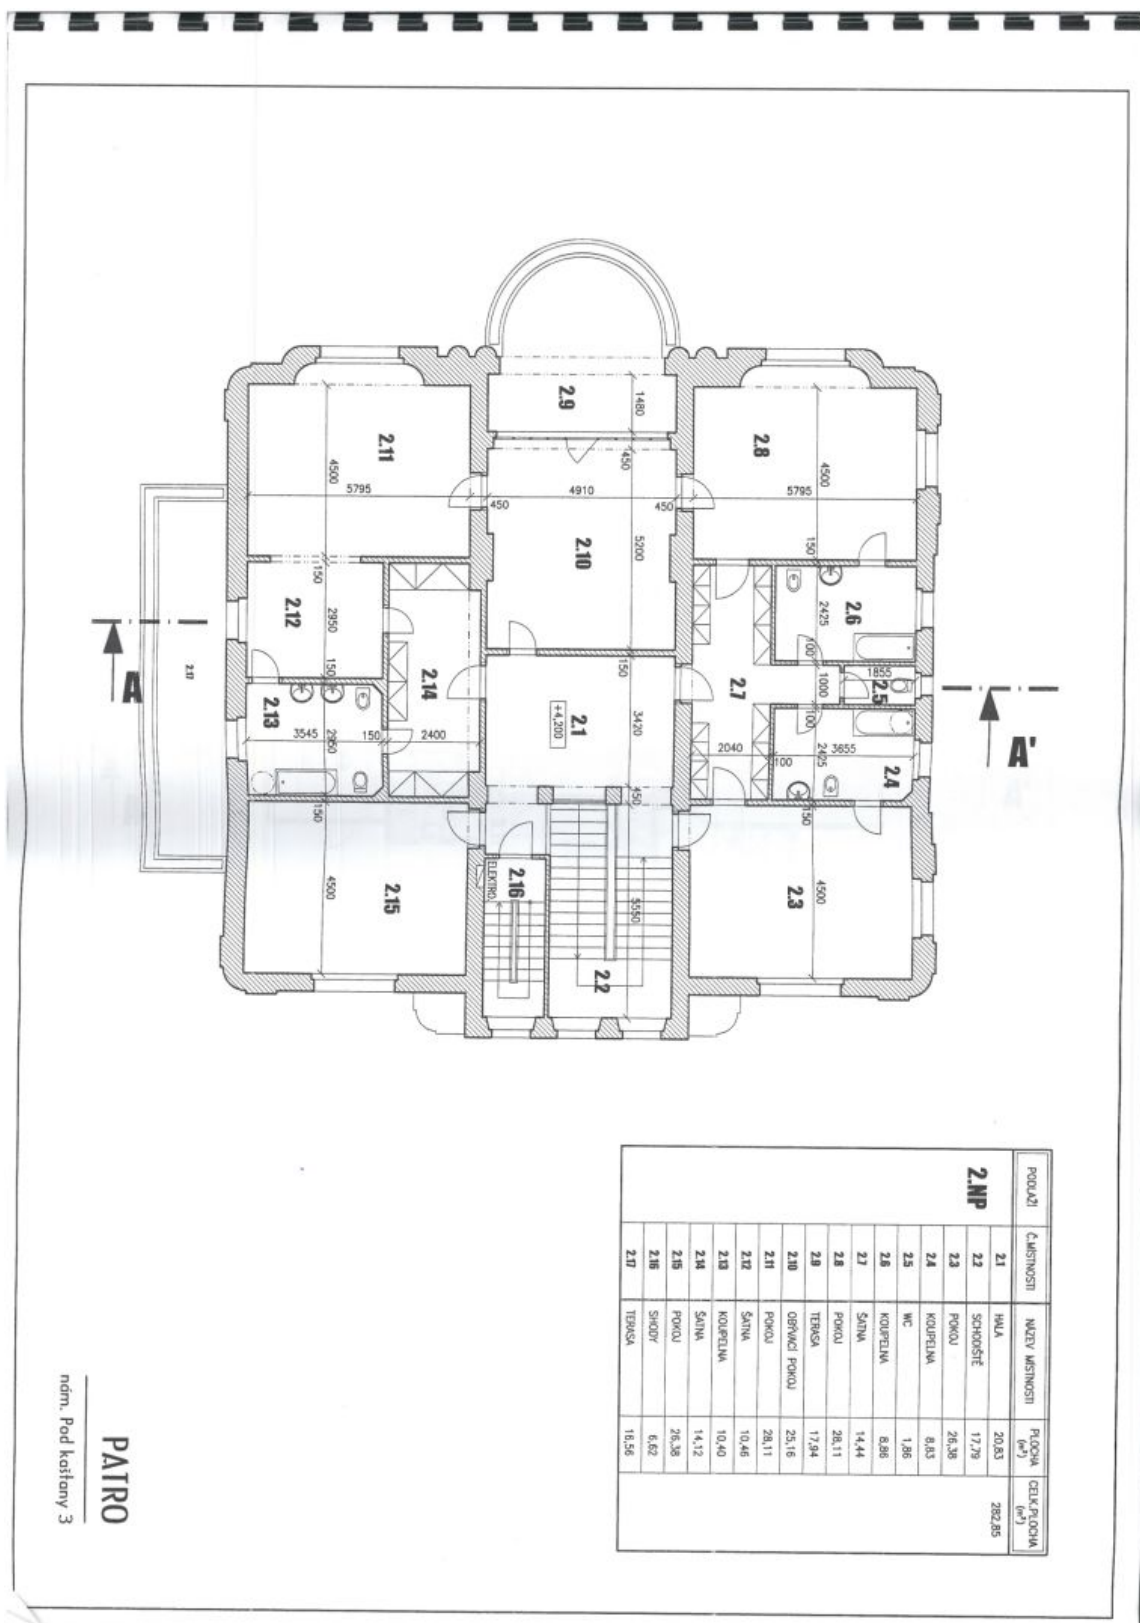 2.9
1480
2.11
4500
5795
450
4910
450
450
2.8
4500
5795
2.10
5200
150
150
2.12
2950
150
2.6
2425
100
1855
2.5
1000
100
2.7
2.14
150
2.1
+4,200
3420
2.17
A
A'
2.13
3545
2950
150
2400
2040
100
2425
3655
2.4
450
150
150
4500
2.15
ELEKTRO.
2.16
5550
2.2
2.3
4500
PODLAŽÍ Č.MÍSTNOSTI NÁZEV MÍSTNOSTI PLOCHA (m²) CELK.PLOCHA (m²)
2.NP 2.1 HALA 20,83 282,85
2.2 SCHODIŠTĚ 17,79
2.3 POKOJ 26,38
2.4 KOUPELNA 8,83
2.5 WC 1,86
2.6 KOUPELNA 8,86
2.7 ŠATNA 14,44
2.8 POKOJ 28,11
2.9 TERASA 17,94
2.10 OBÝVACÍ POKOJ 25,16
2.11 POKOJ 28,11
2.12 ŠATNA 10,46
2.13 KOUPELNA 10,40
2.14 ŠATNA 14,12
2.15 POKOJ 26,38
2.16 SHODY 6,62
2.17 TERASA 16,56
PATRO
nám. Pod kaštany 3